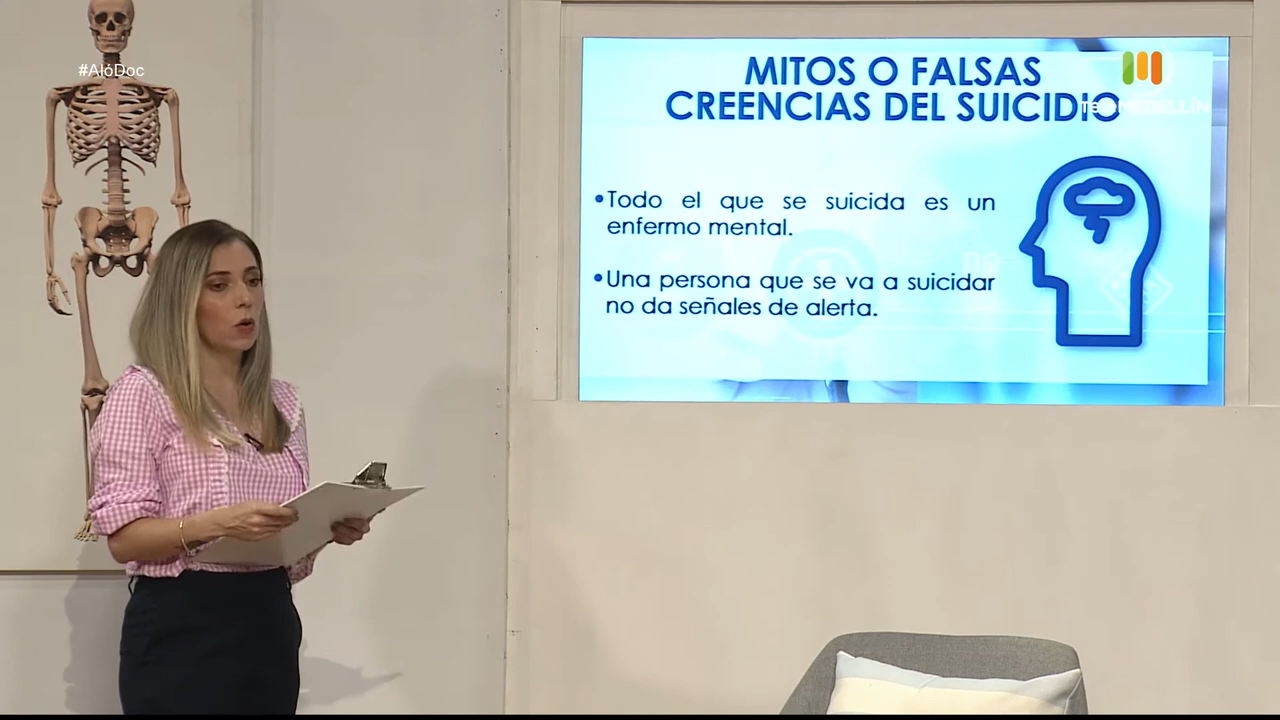 #AlóDoc
MITOS O FALSAS
CREENCIAS DEL SUICIDIO
TELEMEDELLÍN
•Todo el que se suicida es un
enfermo mental.
•Una persona que se va a suicidar
no da señales de alerta.